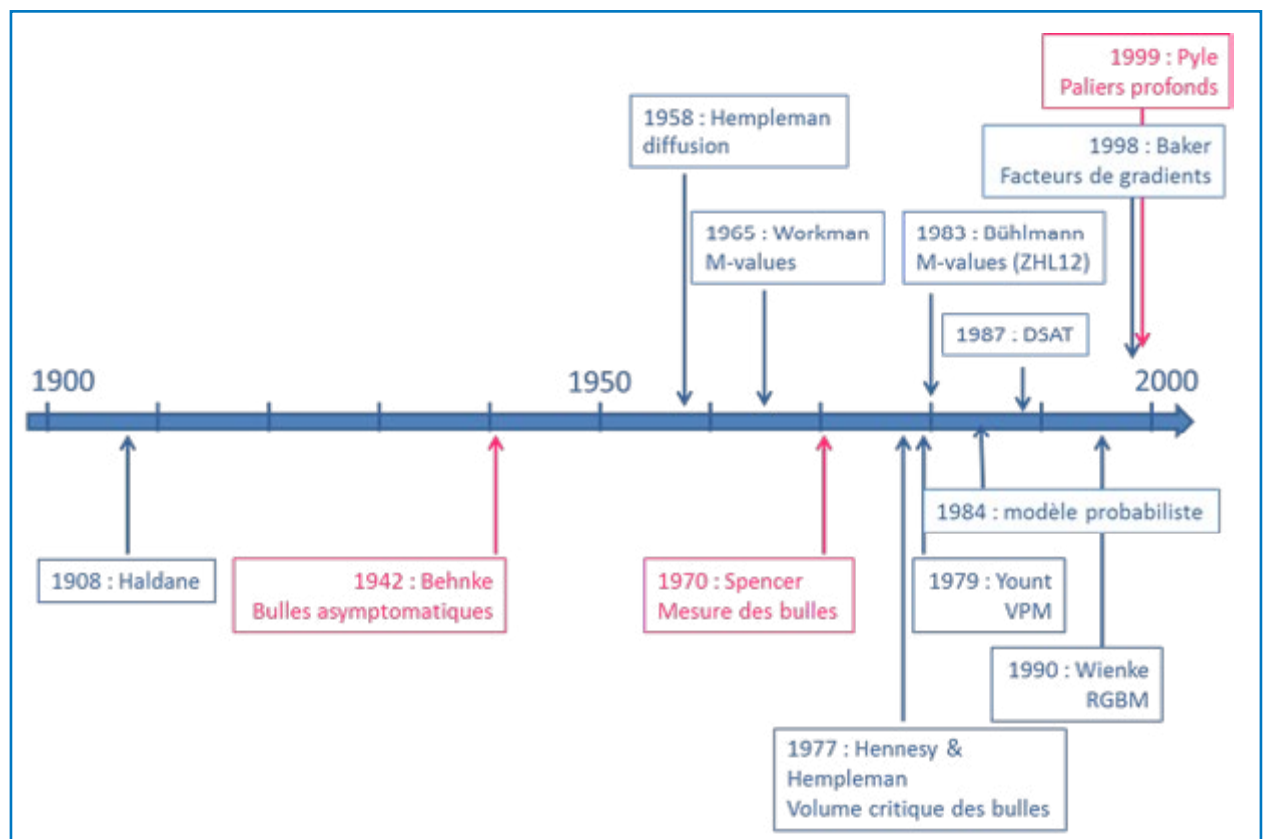 1999 : Pyle
Paliers profonds
1958 : Hempleman
diffusion
1998 : Baker
Facteurs de gradients
1965 : Workman
M-values
1983 : Bühlmann
M-values (ZHL12)
1987 : DSAT
1900
1950
2000
1984 : modèle probabiliste
1908 : Haldane
1942 : Behnke
Bulles asymptomatiques
1970 : Spencer
Mesure des bulles
1979 : Yount
VPM
1990 : Wienke
RGBM
1977 : Hennesy &
Hempleman
Volume critique des bulles